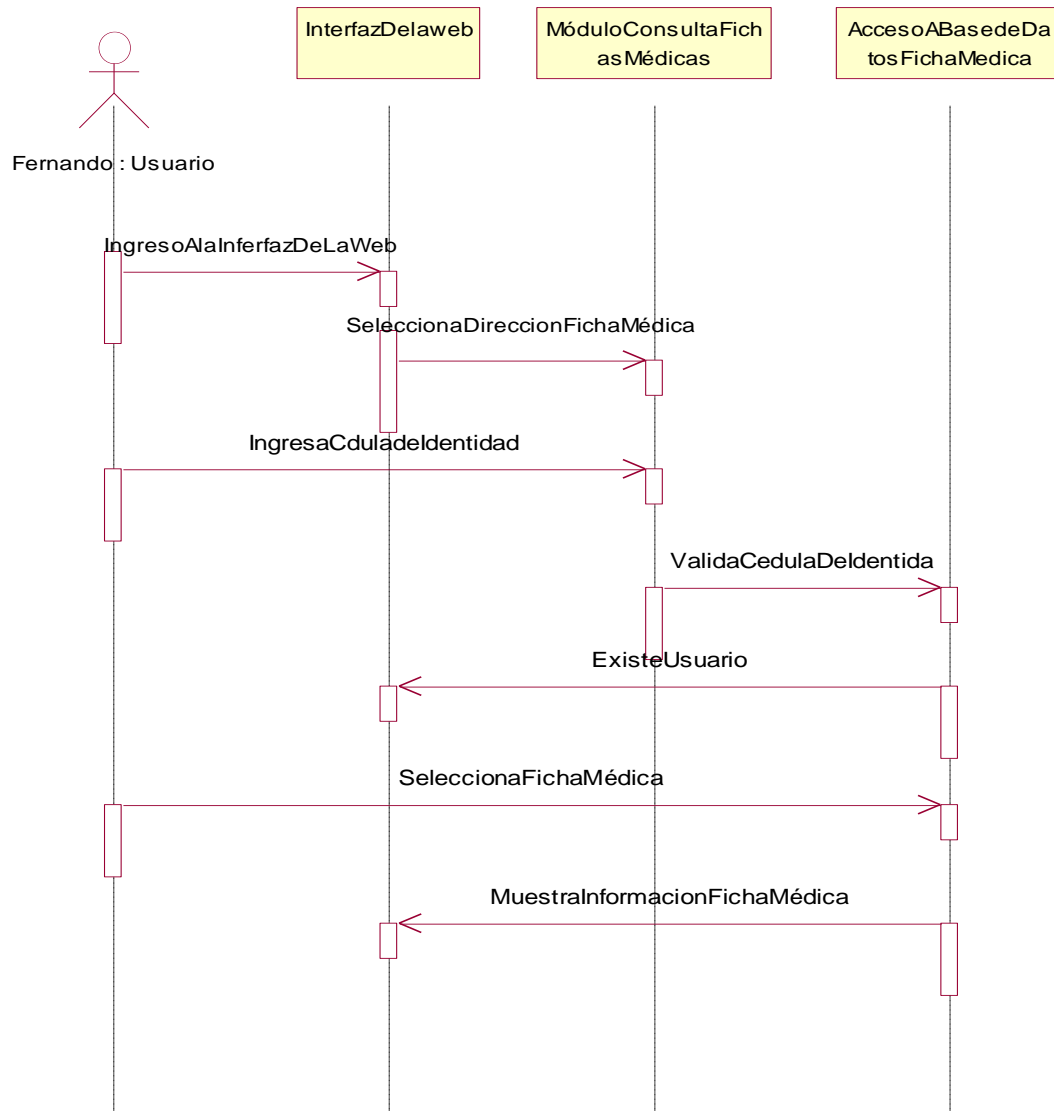 InterfazDelaweb
MóduloConsultaFich
asMédicas
AccesoABasedeDa
tosFichaMedica
Fernando : Usuario
IngresoAlaInferfazDeLaWeb
SeleccionaDireccionFichaMédica
IngresaCduladeIdentidad
ValidaCedulaDeIdentida
ExisteUsuario
SeleccionaFichaMédica
MuestraInformacionFichaMédica